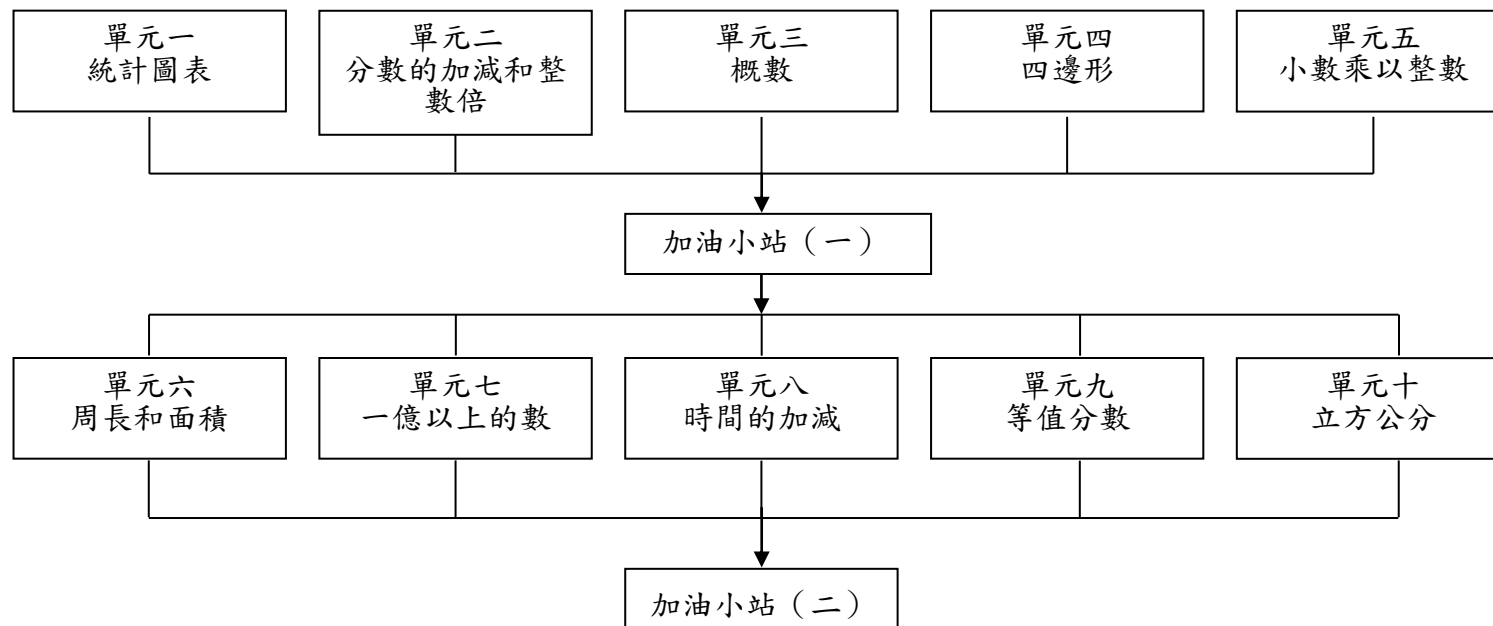 單元一
統計圖表
單元二
分數的加減和整
數倍
單元三
概數
單元四
四邊形
單元五
小數乘以整數
加油小站（一）
單元六
周長和面積
單元七
一億以上的數
單元八
時間的加減
單元九
等值分數
單元十
立方公分
加油小站（二）